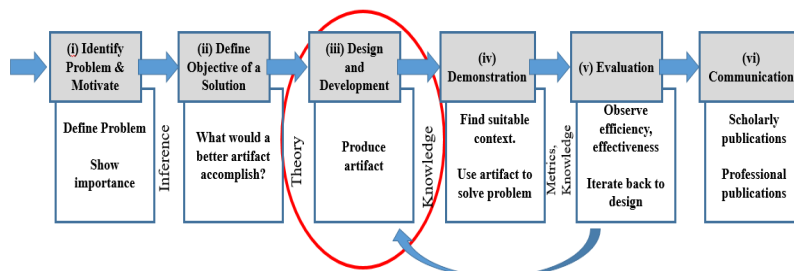 (i) Identify
Problem &
Motivate
Define Problem
Show
importance
Inference
(ii) Define
Objective of a
Solution
What would a
better artifact
accomplish?
Theory
(iii) Design
and
Development
Produce
artifact
Knowledge
(iv)
Demonstration
Find suitable
context.
Use artifact to
solve problem
Metrics,
Knowledge
(v) Evaluation
Observe
efficiency,
effectiveness
Iterate back to
design
(vi)
Communication
Scholarly
publications
Professional
publications